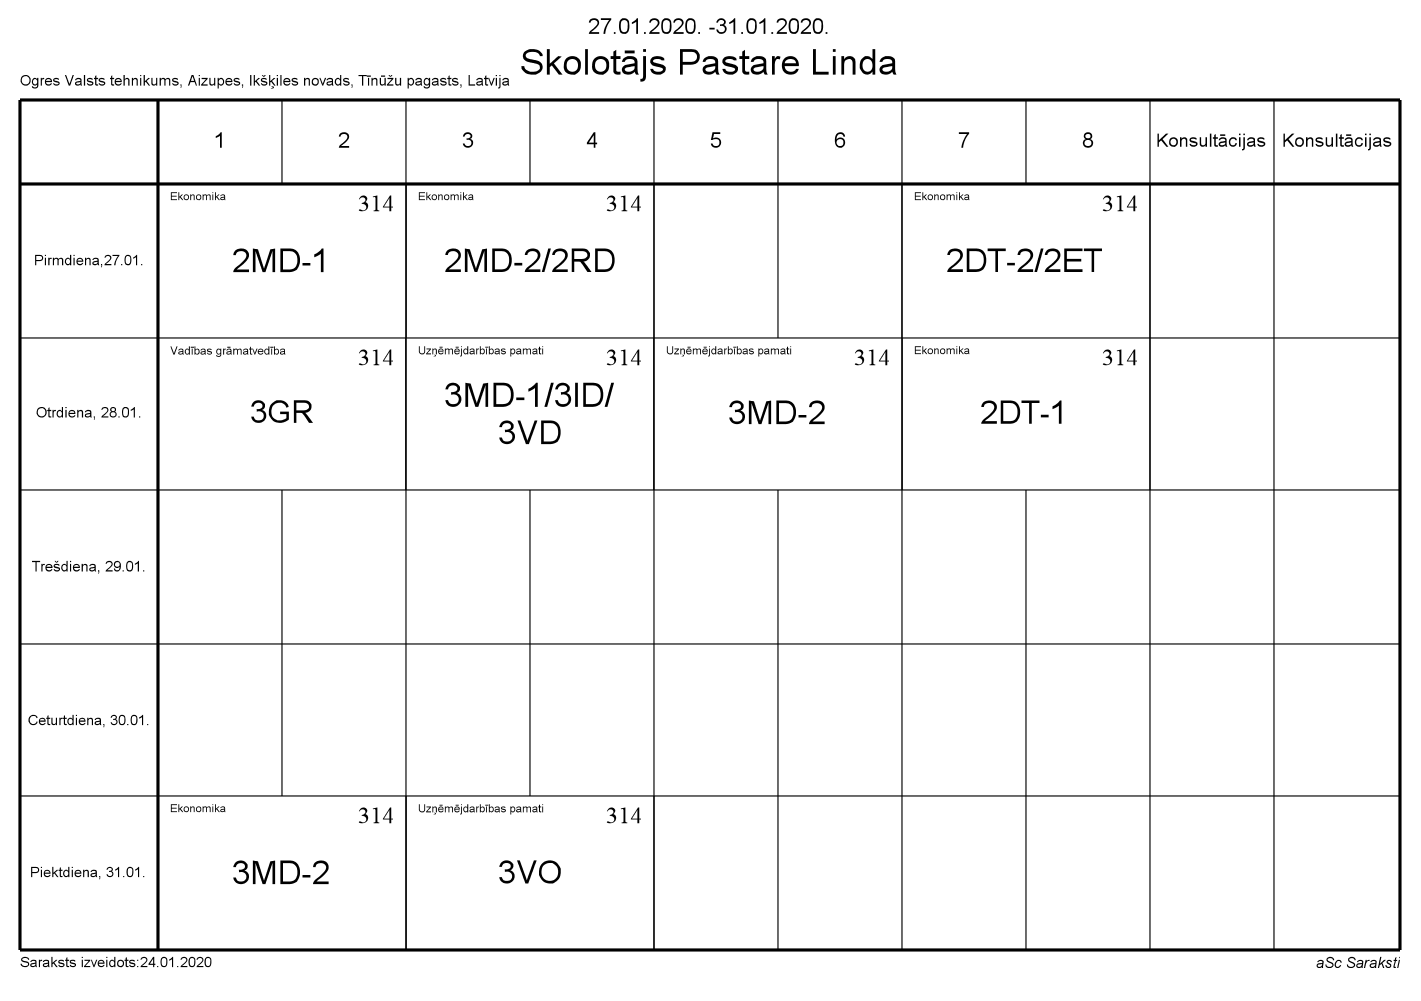 27.01.2020. -31.01.2020.
Skolotājs Pastare Linda
Ogres Valsts tehnikums, Aizupes, Ikšķiles novads, Tīnūžu pagasts, Latvija
1 2 3 4 5 6 7 8 Konsultācijas Konsultācijas
Pirmdiena,27.01.
Ekonomika 314
2MD-1
Ekonomika 314
2MD-2/2RD
Ekonomika 314
2DT-2/2ET
Otrdiena, 28.01.
Vadības grāmatvedība 314
3GR
Uzņēmējdarbības pamati 314
3MD-1/3ID/
3VD
Uzņēmējdarbības pamati 314
3MD-2
Ekonomika 314
2DT-1
Trešdiena, 29.01.
Ceturtdiena, 30.01.
Piektdiena, 31.01.
Ekonomika 314
3MD-2
Uzņēmējdarbības pamati 314
3VO
Saraksts izveidots:24.01.2020
aSc Saraksti